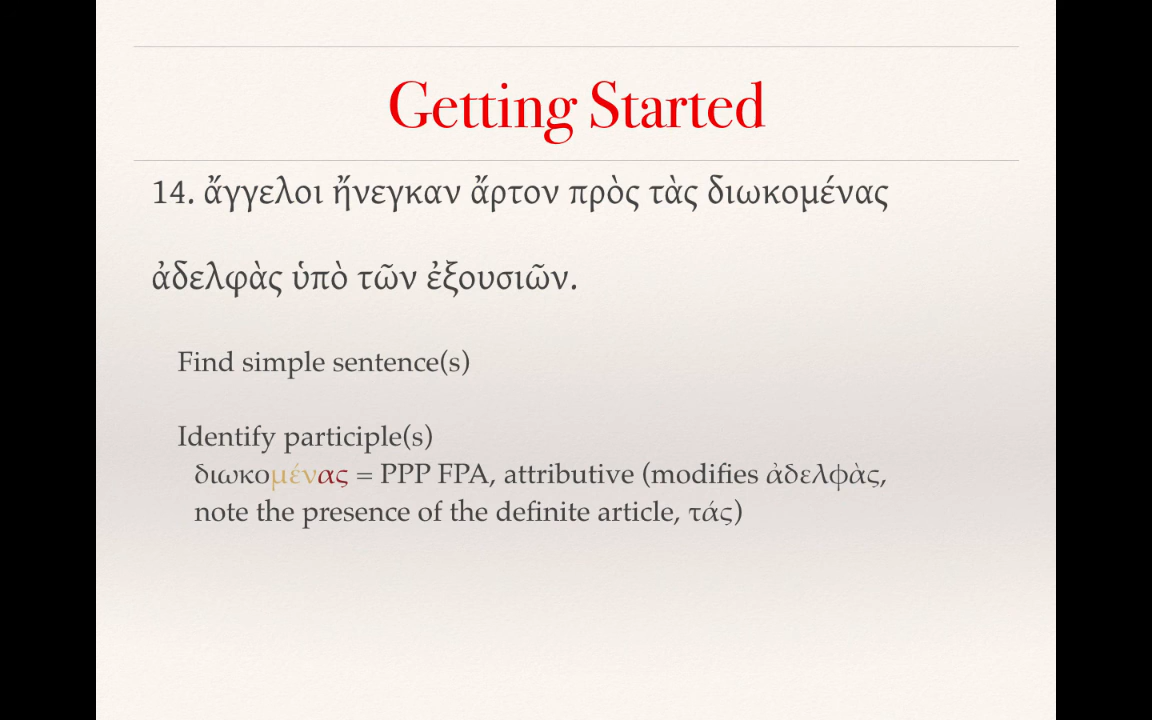 Getting Started
14. ἄγγελοι ἤνεγκαν ἄρτον πρὸς τὰς διωκομένας
ἀδελφὰς ὑπὸ τῶν ἐξουσιῶν.
Find simple sentence(s)
Identify participle(s)
διωκομένας = PPP FPA, attributive (modifies ἀδελφὰς,
note the presence of the definite article, τάς)